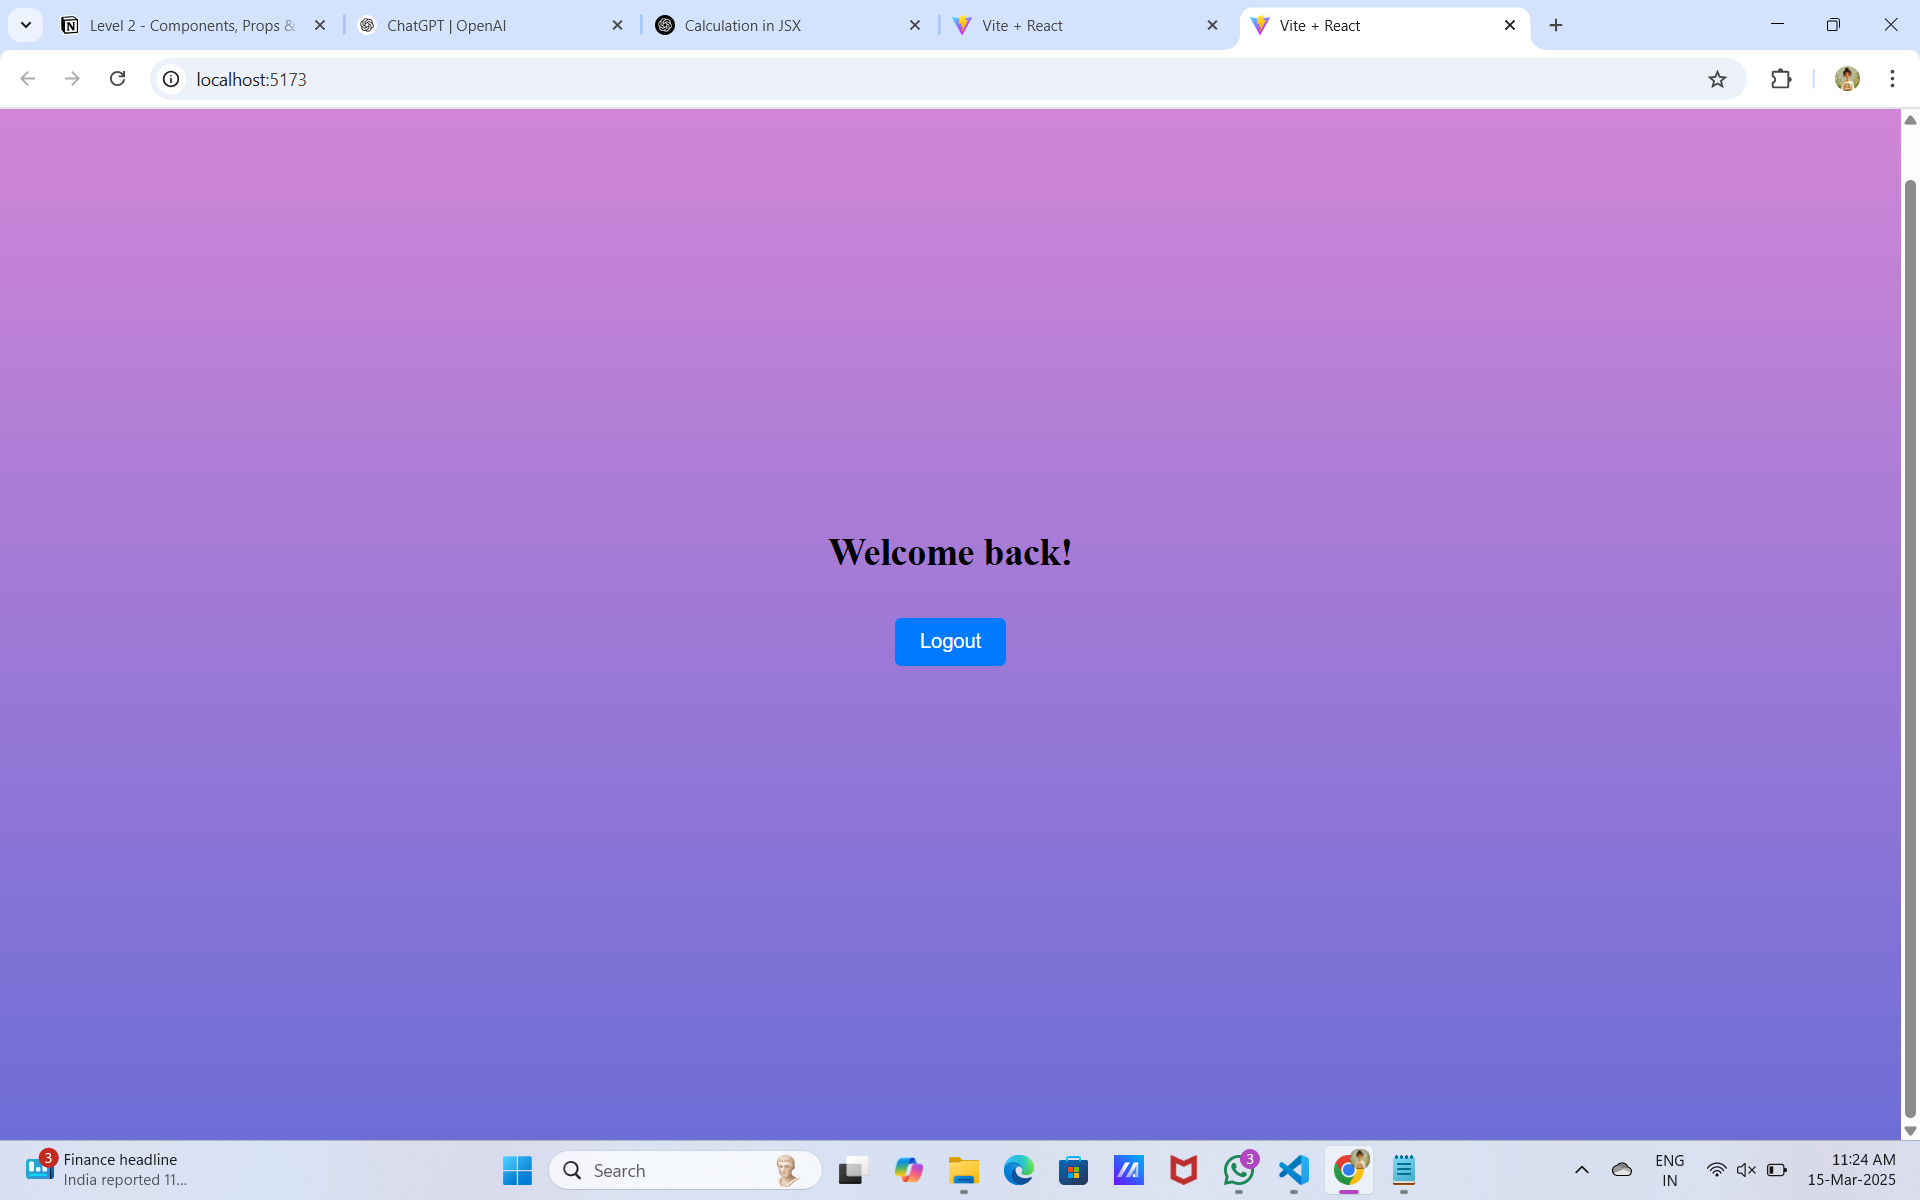 Level 2 - Components, Props &
ChatGPT | OpenAI
Calculation in JSX
Vite + React
Vite + React
localhost:5173
Welcome back!
Logout
3
Finance headline
India reported 11...
Search
3
ENG
IN
11:24 AM
15-Mar-2025